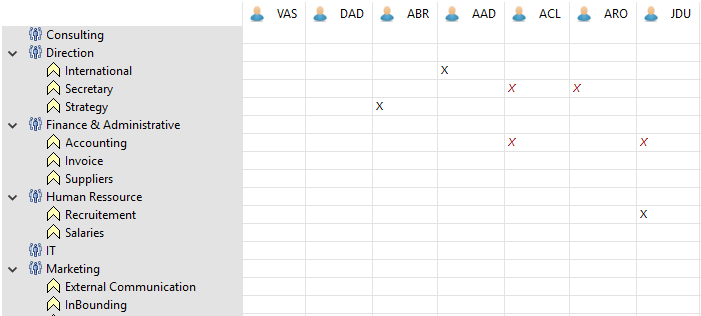 VAS DAD ABR AAD ACL ARO JDU
Consulting
Direction
International X
Secretary X X
Strategy X
Finance & Administrative
Accounting X X
Invoice
Suppliers
Human Ressource
Recruitement X
Salaries
IT
Marketing
External Communication
InBounding